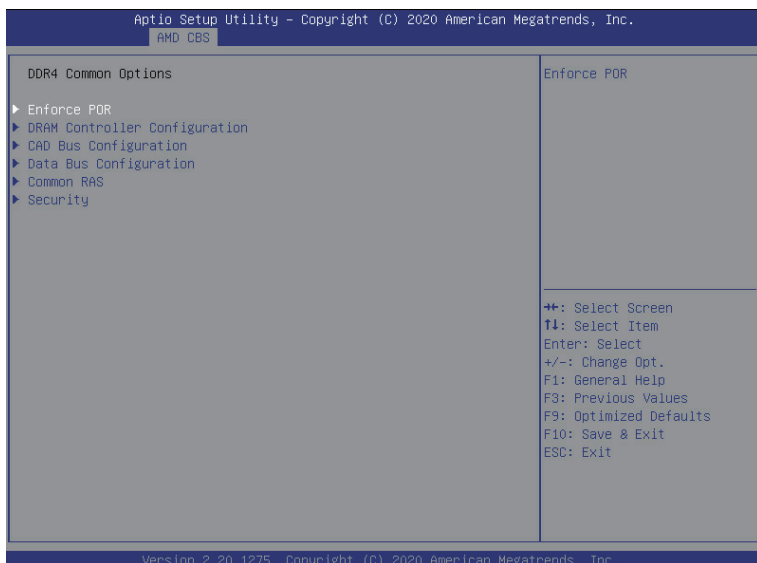 Aptio Setup Utility – Copyright (C) 2020 American Megatrends, Inc.
AMD CBS
DDR4 Common Options
Enforce POR
DRAM Controller Configuration
CAD Bus Configuration
Data Bus Configuration
Common RAS
Security
Enforce POR
→←: Select Screen
↑↓: Select Item
Enter: Select
+/-: Change Opt.
F1: General Help
F3: Previous Values
F9: Optimized Defaults
F10: Save & Exit
ESC: Exit
Version 2.20.1275. Copyright (C) 2020 American Megatrends, Inc.